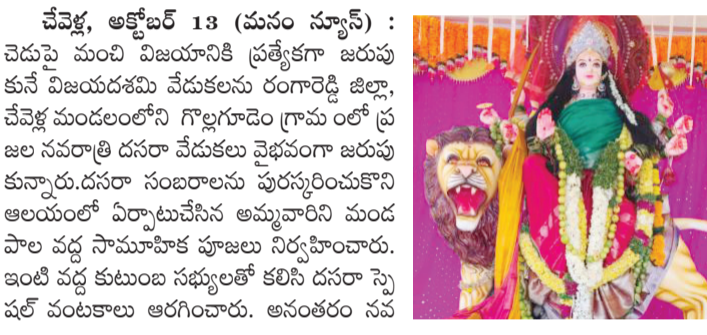 చేవెళ్ల, అక్టోబర్ 13 (మనం న్యూస్) :
చెడుపై మంచి విజయానికి ప్రత్యేకగా జరుపు
కునే విజయదశమి వేడుకలను రంగారెడ్డి జిల్లా,
చేవెళ్ల మండలంలోని గొల్లగూడెం గ్రామ ంలో ప్ర
జల నవరాత్రి దసరా వేడుకలు వైభవంగా జరుపు
కున్నారు.దసరా సంబరాలను పురస్కరించుకొని
ఆలయంలో ఏర్పాటుచేసిన అమ్మవారిని మండ
పాల వద్ద సామూహిక పూజలు నిర్వహించారు.
ఇంటి వద్ద కుటుంబ సభ్యులతో కలిసి దసరా స్పె
షల్ వంటకాలు ఆరగించారు. అనంతరం నవ